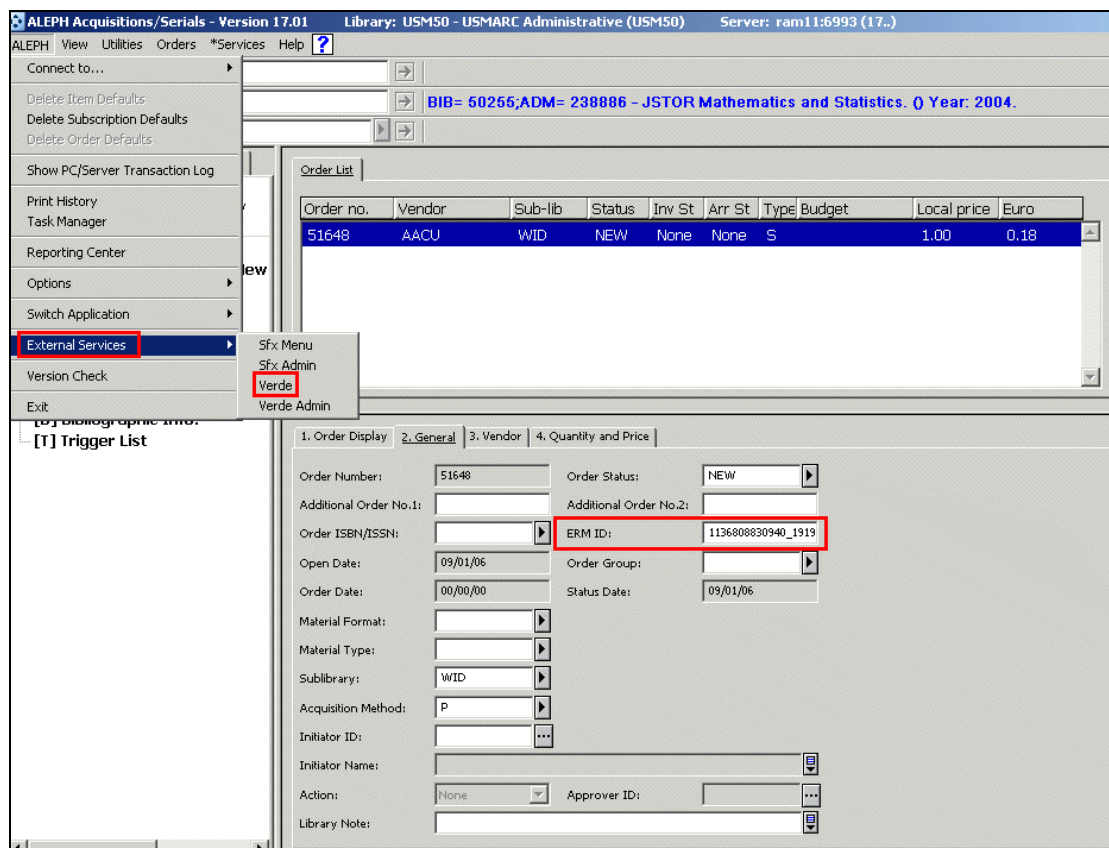 ALEPH Acquisitions/Serials - Version 17.01 Library: USM50 - USMARC Administrative (USM50) Server: ram11:6993 (17..)
ALEPH View Utilities Orders *Services Help ?
Connect to...
Delete Item Defaults
BIB= 50255;ADM= 238886 - JSTOR Mathematics and Statistics. () Year: 2004.
Delete Subscription Defaults
Delete Order Defaults
Show PC/Server Transaction Log
Order List
Print History
Task Manager
Order no. Vendor Sub-lib Status Inv St Arr St Type Budget Local price Euro
51648 AACU WID NEW None None S 1.00 0.18
Reporting Center
Options
Switch Application
External Services
Sfx Menu
Sfx Admin
Version Check
Verde
Exit
Verde Admin
[B] Bibliographic Info.
[T] Trigger List
1. Order Display 2. General 3. Vendor 4. Quantity and Price
Order Number: 51648 Order Status: NEW
Additional Order No.1: Additional Order No.2:
Order ISBN/ISSN: ERM ID: 1136808830940_1919
Open Date: 09/01/06 Order Group:
Order Date: 00/00/00 Status Date: 09/01/06
Material Format:
Material Type:
Sublibrary: WID
Acquisition Method: P
Initiator ID:
Initiator Name:
Action: None Approver ID:
Library Note: